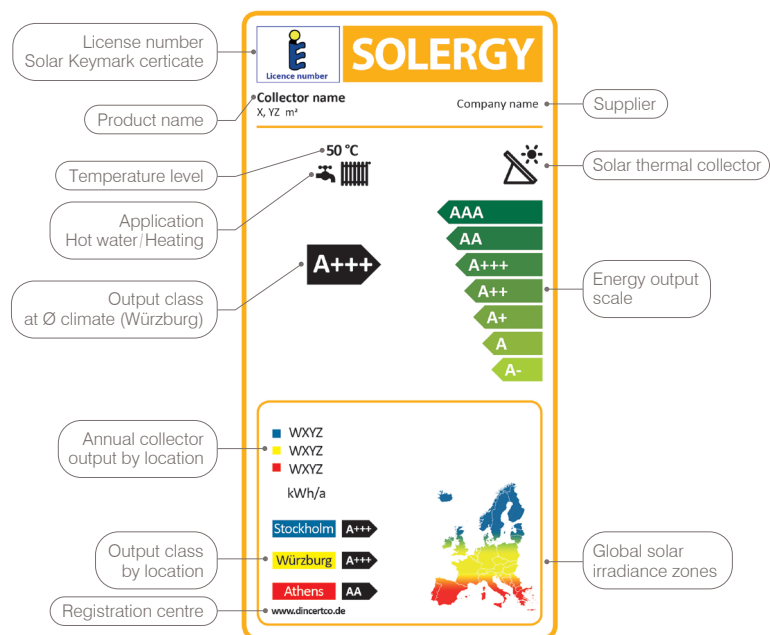 License number
Solar Keymark certicate
Licence number
SOLERGY
Product name
Collector name
X, YZ m²
Company name
Supplier
Temperature level
50 °C
Solar thermal collector
Application
Hot water/Heating
AAA
AA
A+++
A++
A+
A
A-
Energy output
scale
A+++
Output class
at Ø climate (Würzburg)
Annual collector
output by location
WXYZ
WXYZ
WXYZ
kWh/a
Output class
by location
Stockholm A+++
Würzburg A+++
Athens AA
Global solar
irradiance zones
Registration centre
www.dincertco.de